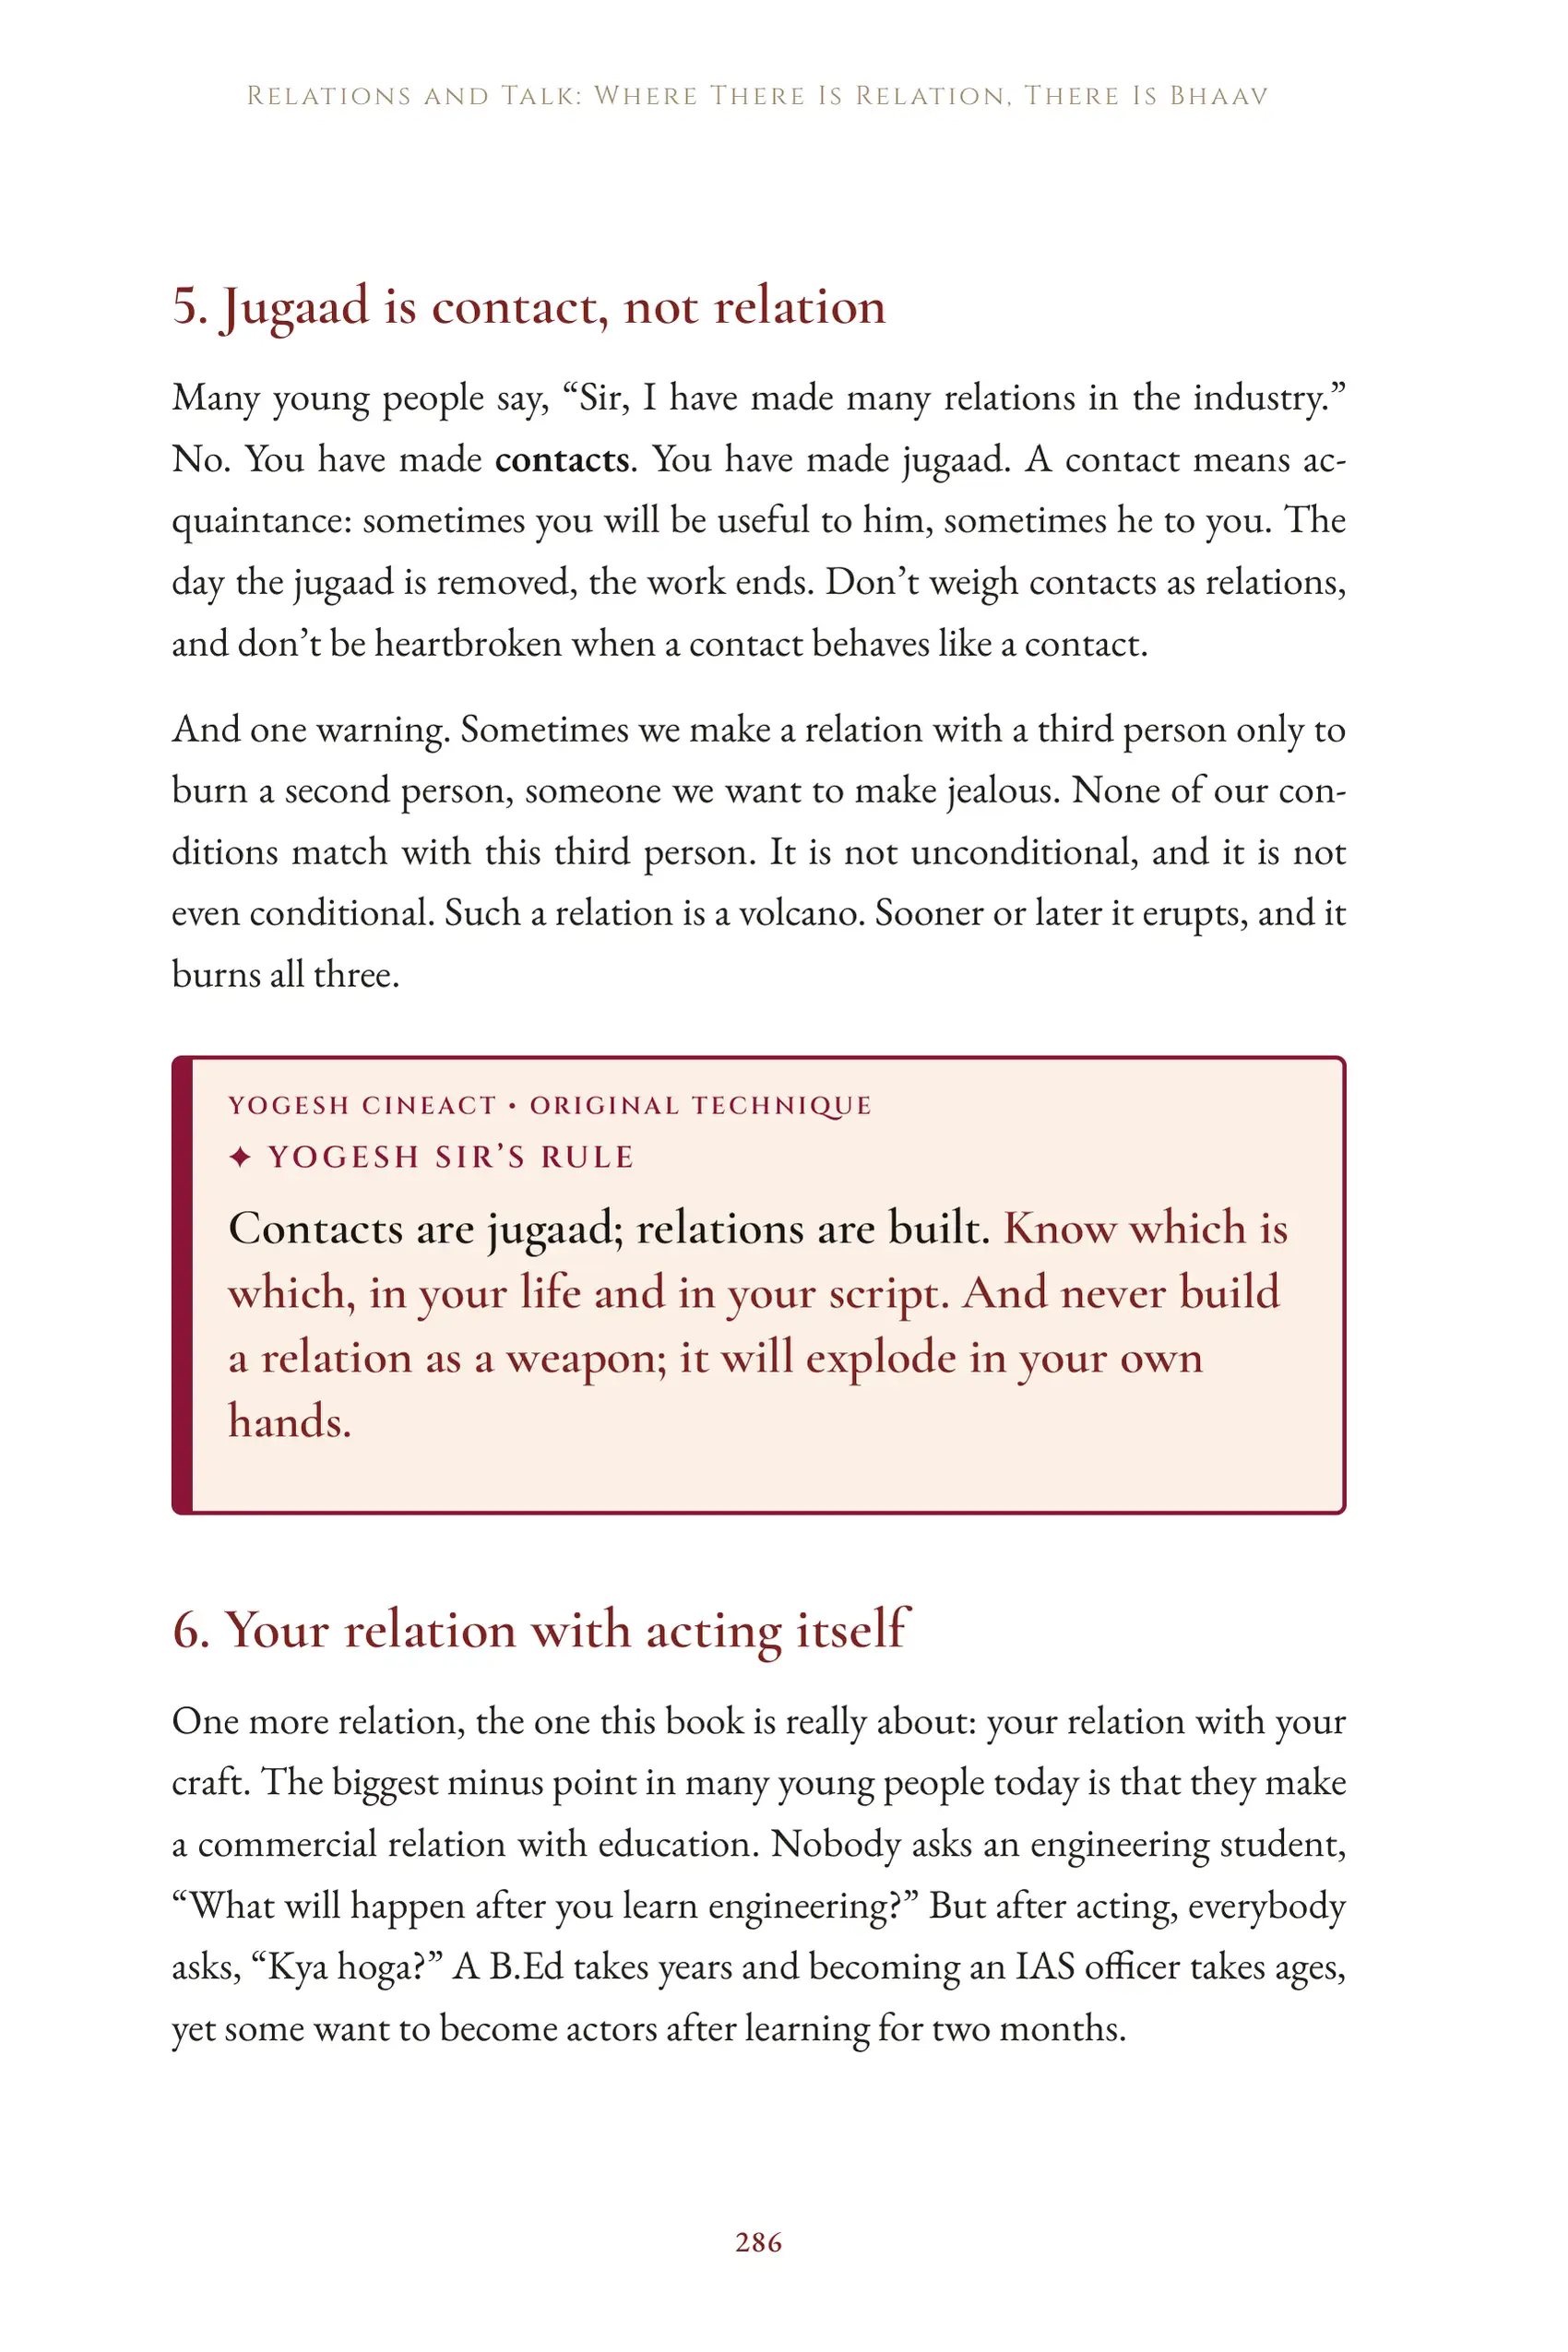 Relations and Talk: Where There Is Relation, There Is Bhaav
5. Jugaad is contact, not relation
Many young people say, “Sir, I have made many relations in the industry.”
No. You have made contacts. You have made jugaad. A contact means ac-
quaintance: sometimes you will be useful to him, sometimes he to you. The
day the jugaad is removed, the work ends. Don’t weigh contacts as relations,
and don’t be heartbroken when a contact behaves like a contact.
And one warning. Sometimes we make a relation with a third person only to
burn a second person, someone we want to make jealous. None of our con-
ditions match with this third person. It is not unconditional, and it is not
even conditional. Such a relation is a volcano. Sooner or later it erupts, and it
burns all three.
YOGESH CINEACT • ORIGINAL TECHNIQUE
✦ YOGESH SIR’S RULE
Contacts are jugaad; relations are built. Know which is
which, in your life and in your script. And never build
a relation as a weapon; it will explode in your own
hands.
6. Your relation with acting itself
One more relation, the one this book is really about: your relation with your
craft. The biggest minus point in many young people today is that they make
a commercial relation with education. Nobody asks an engineering student,
“What will happen after you learn engineering?” But after acting, everybody
asks, “Kya hoga?” A B.Ed takes years and becoming an IAS officer takes ages,
yet some want to become actors after learning for two months.
286